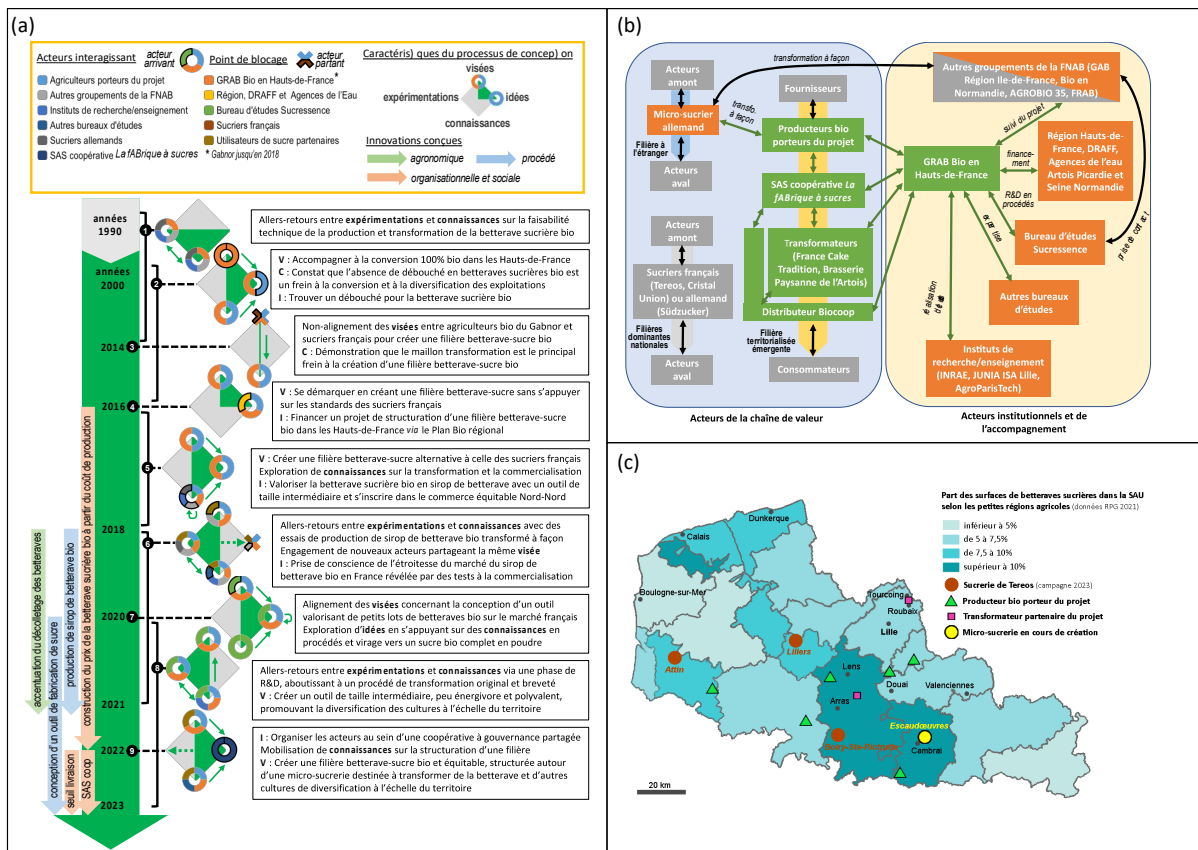 (a)
Acteurs interagissant
acteur
arrivant
Point de blocage
acteur
partant
Agriculteurs porteurs du projet
Autres groupements de la FNAB
Instituts de recherche/enseignement
Autres bureaux d'études
Sucriers allemands
SAS coopérative La fABrique à sucres
GRAB Bio en Hauts-de-France*
Région, DRAFF et Agences de l'Eau
Bureau d'études Sucressence
Sucriers français
Utilisateurs de sucre partenaires
* Gabnor jusqu'en 2018
Caractéris) ques du processus de concep) on
visées
expérimentations
idées
connaissances
Innovations conçues
agronomique
procédé
organisationnelle et sociale
années
1990
années
2000
2014
2016
2018
2020
2021
2022
2023
1
2
3
4
5
6
7
8
9
accentuation du décolletage des betteraves
conception d'un outil de fabrication de sucre
production de sirop de betterave bio
seuil livraison
construction du prix de la betterave sucrière bio à partir du coût de production
SAS coop
Allers-retours entre expérimentations et connaissances sur la faisabilité
technique de la production et transformation de la betterave sucrière bio
V : Accompagner à la conversion 100% bio dans les Hauts-de-France
C : Constat que l'absence de débouché en betteraves sucrières bio est
un frein à la conversion et à la diversification des exploitations
I : Trouver un débouché pour la betterave sucrière bio
Non-alignement des visées entre agriculteurs bio du Gabnor et
sucriers français pour créer une filière betterave-sucre bio
C : Démonstration que le maillon transformation est le principal
frein à la création d'une filière betterave-sucre bio
V : Se démarquer en créant une filière betterave-sucre sans s'appuyer
sur les standards des sucriers français
I : Financer un projet de structuration d'une filière betterave-sucre
bio dans les Hauts-de-France via le Plan Bio régional
V : Créer une filière betterave-sucre alternative à celle des sucriers français
Exploration de connaissances sur la transformation et la commercialisation
I : Valoriser la betterave sucrière bio en sirop de betterave avec un outil de
taille intermédiaire et s'inscrire dans le commerce équitable Nord-Nord
Allers-retours entre expérimentations et connaissances avec des
essais de production de sirop de betterave bio transformé à façon
Engagement de nouveaux acteurs partageant la même visée
I : Prise de conscience de l'étroitesse du marché du sirop de
betterave bio en France révélée par des tests à la commercialisation
Alignement des visées concernant la conception d'un outil
valorisant de petits lots de betteraves bio sur le marché français
Exploration d'idées en s'appuyant sur des connaissances en
procédés et virage vers un sucre bio complet en poudre
Allers-retours entre expérimentations et connaissances via une phase de
R&D, aboutissant à un procédé de transformation original et breveté
V : Créer un outil de taille intermédiaire, peu énergivore et polyvalent,
promouvant la diversification des cultures à l'échelle du territoire
I : Organiser les acteurs au sein d'une coopérative à gouvernance partagée
Mobilisation de connaissances sur la structuration d'une filière
V : Créer une filière betterave-sucre bio et équitable, structurée autour
d'une micro-sucrerie destinée à transformer de la betterave et d'autres
cultures de diversification à l'échelle du territoire
(b)
Acteurs
amont
Micro-sucrier
allemand
Filière à
l'étranger
Acteurs
aval
transformation à façon
transfo.
à façon
Fournisseurs
Producteurs bio
porteurs du projet
SAS coopérative La
fABrique à sucres
Transformateurs
(France Cake
Tradition, Brasserie
Paysanne de l'Artois)
Distributeur Biocoop
Filière
territorialisée
émergente
Consommateurs
Acteurs
amont
Sucriers français
(Tereos, Cristal
Union) ou allemand
(Südzucker)
Filières
dominantes
nationales
Acteurs
aval
Acteurs de la chaîne de valeur
Autres groupements de la FNAB (GAB
Région Ile-de-France, Bio en
Normandie, AGROBIO 35, FRAB)
suivi du projet
GRAB Bio en
Hauts-de-France
finance-
ment
Région Hauts-de-
France, DRAFF,
Agences de l'eau
Artois Picardie et
Seine Normandie
R&D en
procédés
Bureau d'études
Sucressence
Autres bureaux
d'études
Instituts de
recherche/enseignement
(INRAE, JUNIA ISA Lille,
AgroParisTech)
Acteurs institutionnels et de
l'accompagnement
(c)
Part des surfaces de betteraves sucrières dans la SAU
selon les petites régions agricoles (données RPG 2021)
inférieur à 5%
de 5 à 7,5%
de 7,5 à 10%
supérieur à 10%
Sucrerie de Tereos (campagne 2023)
Producteur bio porteur du projet
Transformateur partenaire du projet
Micro-sucrerie en cours de création
Dunkerque
Calais
Boulogne-sur-Mer
Tourcoing
Roubaix
Lille
Lillers
Attin
Lens
Douai
Valenciennes
Arras
Escaudœuvres
Cambrai
20 km